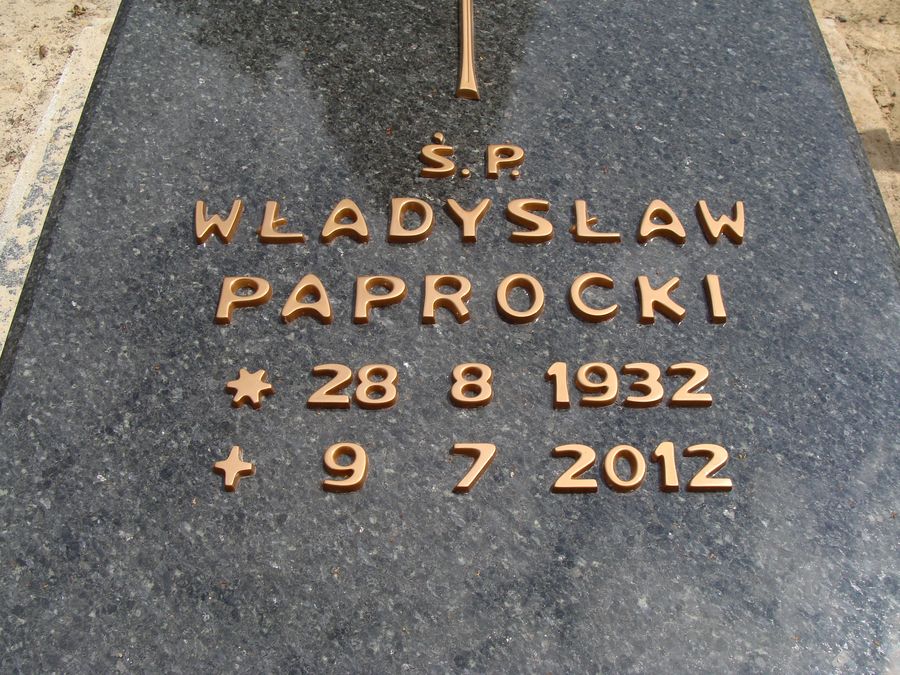 Ś. P.
WŁADYSŁAW
PAPROCKI
* 28 8 1932
+ 9 7 2012